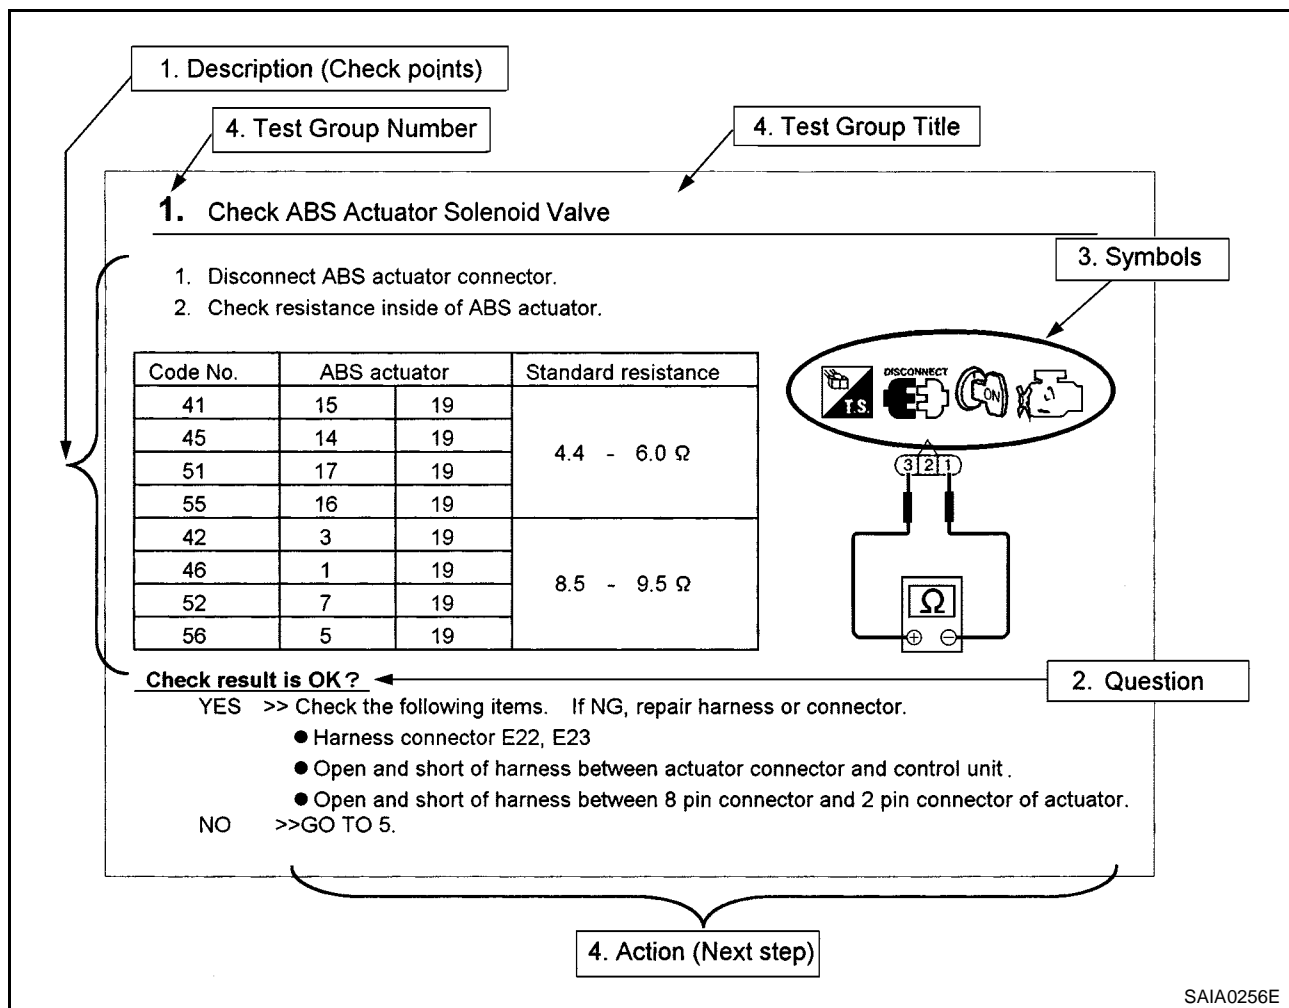 1. Description (Check points)
4. Test Group Number
4. Test Group Title
1. Check ABS Actuator Solenoid Valve
3. Symbols
1. Disconnect ABS actuator connector.
2. Check resistance inside of ABS actuator.
Code No. ABS actuator Standard resistance
41 15 19
45 14 19
4.4 - 6.0 Ω
51 17 19
55 16 19
42 3 19
46 1 19
8.5 - 9.5 Ω
52 7 19
56 5 19
T.S.
DISCONNECT
ON
3 2 1
Ω
+ -
Check result is OK?
2. Question
YES >> Check the following items. If NG, repair harness or connector.
● Harness connector E22, E23
● Open and short of harness between actuator connector and control unit.
● Open and short of harness between 8 pin connector and 2 pin connector of actuator.
NO >>GO TO 5.
4. Action (Next step)
SAIA0256E